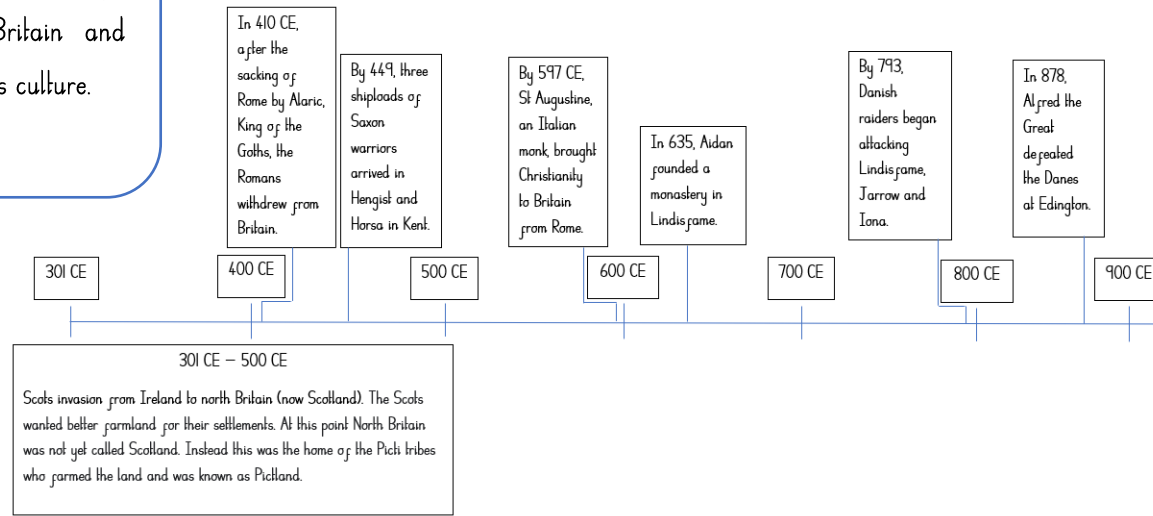 Britain and
s culture.
In 410 CE,
after the
sacking of
Rome by Alaric,
King of the
Goths, the
Romans
withdrew from
Britain.
By 449, three
shiploads of
Saxon
warriors
arrived in
Hengist and
Horsa in Kent.
By 597 CE,
St Augustine,
an Italian
monk, brought
Christianity
to Britain
from Rome.
In 635, Aidan
founded a
monastery in
Lindisfame.
By 793,
Danish
raiders began
attacking
Lindisfame,
Jarrow and
Iona.
In 878,
Alfred the
Great
defeated
the Danes
at Edington.
301 CE
400 CE
500 CE
600 CE
700 CE
800 CE
900 CE
301 CE – 500 CE
Scots invasion from Ireland to north Britain (now Scotland). The Scots
wanted better farmland for their settlements. At this point North Britain
was not yet called Scotland. Instead this was the home of the Picti tribes
who farmed the land and was known as Pictland.